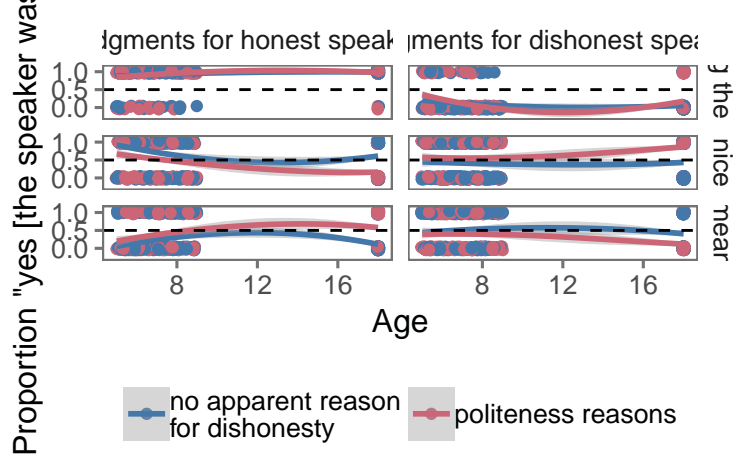 dgments for honest speak
gments for dishonest spea
Proportion "yes [the speaker was
1.0
0.5
0.0
g the
1.0
0.5
0.0
nice
1.0
0.5
0.0
mean
8 12 16
8 12 16
Age
no apparent reason
for dishonesty
politeness reasons